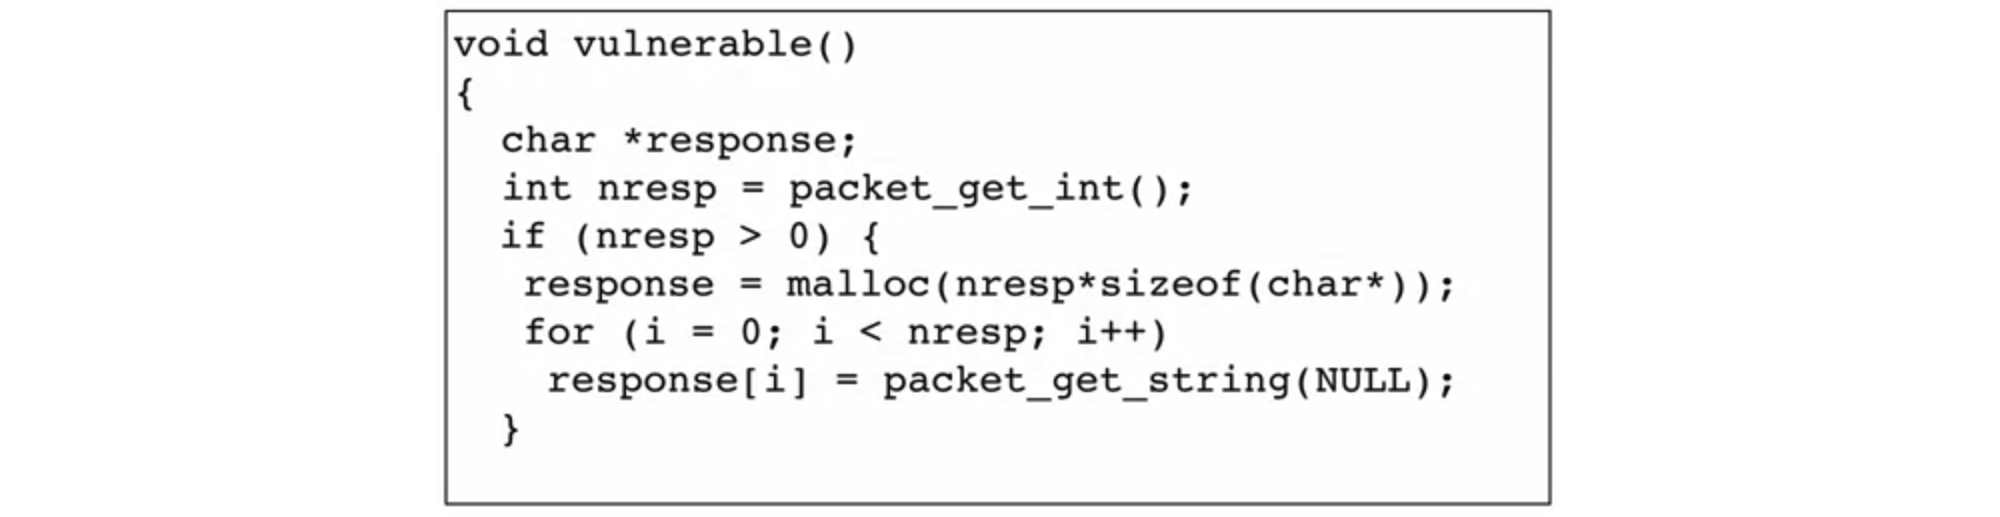 void vulnerable()
{
char *response;
int nresp = packet_get_int();
if (nresp > 0) {
response = malloc(nresp*sizeof(char*));
for (i = 0; i < nresp; i++)
response[i] = packet_get_string(NULL);
}